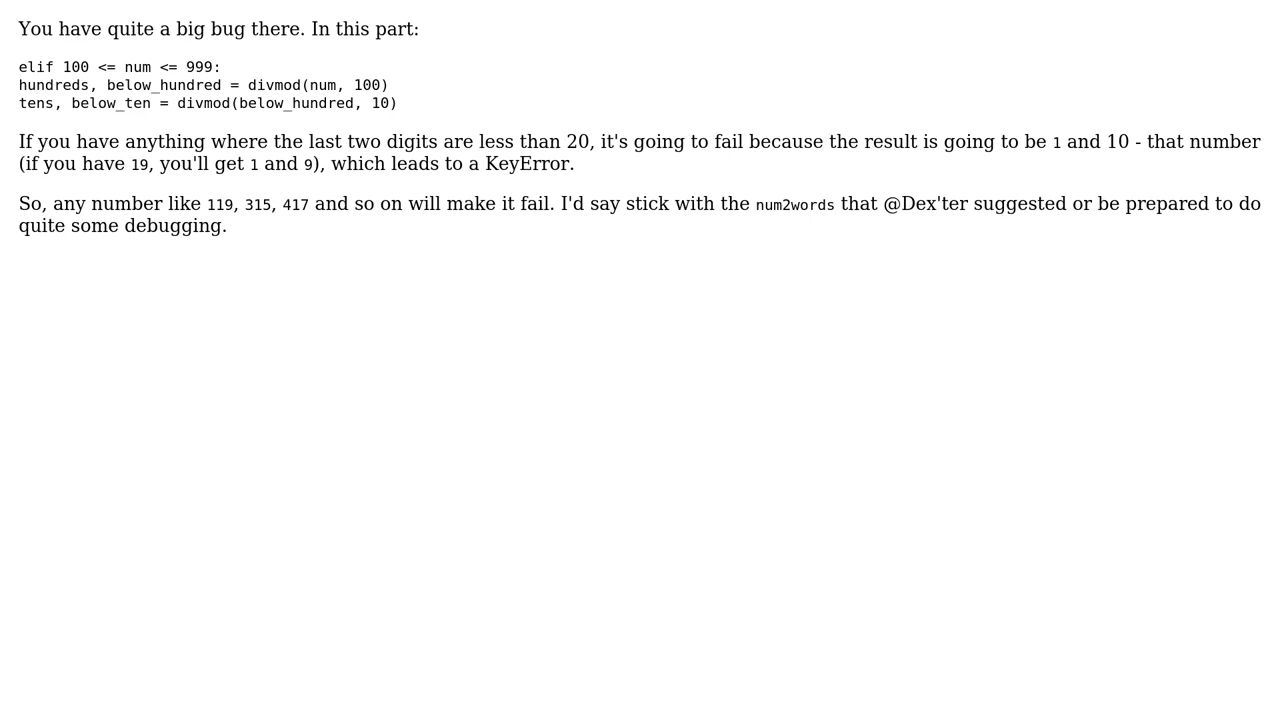 You have quite a big bug there. In this part:
elif 100 <= num <= 999:
hundreds, below_hundred = divmod(num, 100)
tens, below_ten = divmod(below_hundred, 10)
If you have anything where the last two digits are less than 20, it's going to fail because the result is going to be 1 and 10 - that number
(if you have 19, you'll get 1 and 9), which leads to a KeyError.
So, any number like 119, 315, 417 and so on will make it fail. I'd say stick with the num2words that @Dex'ter suggested or be prepared to do
quite some debugging.